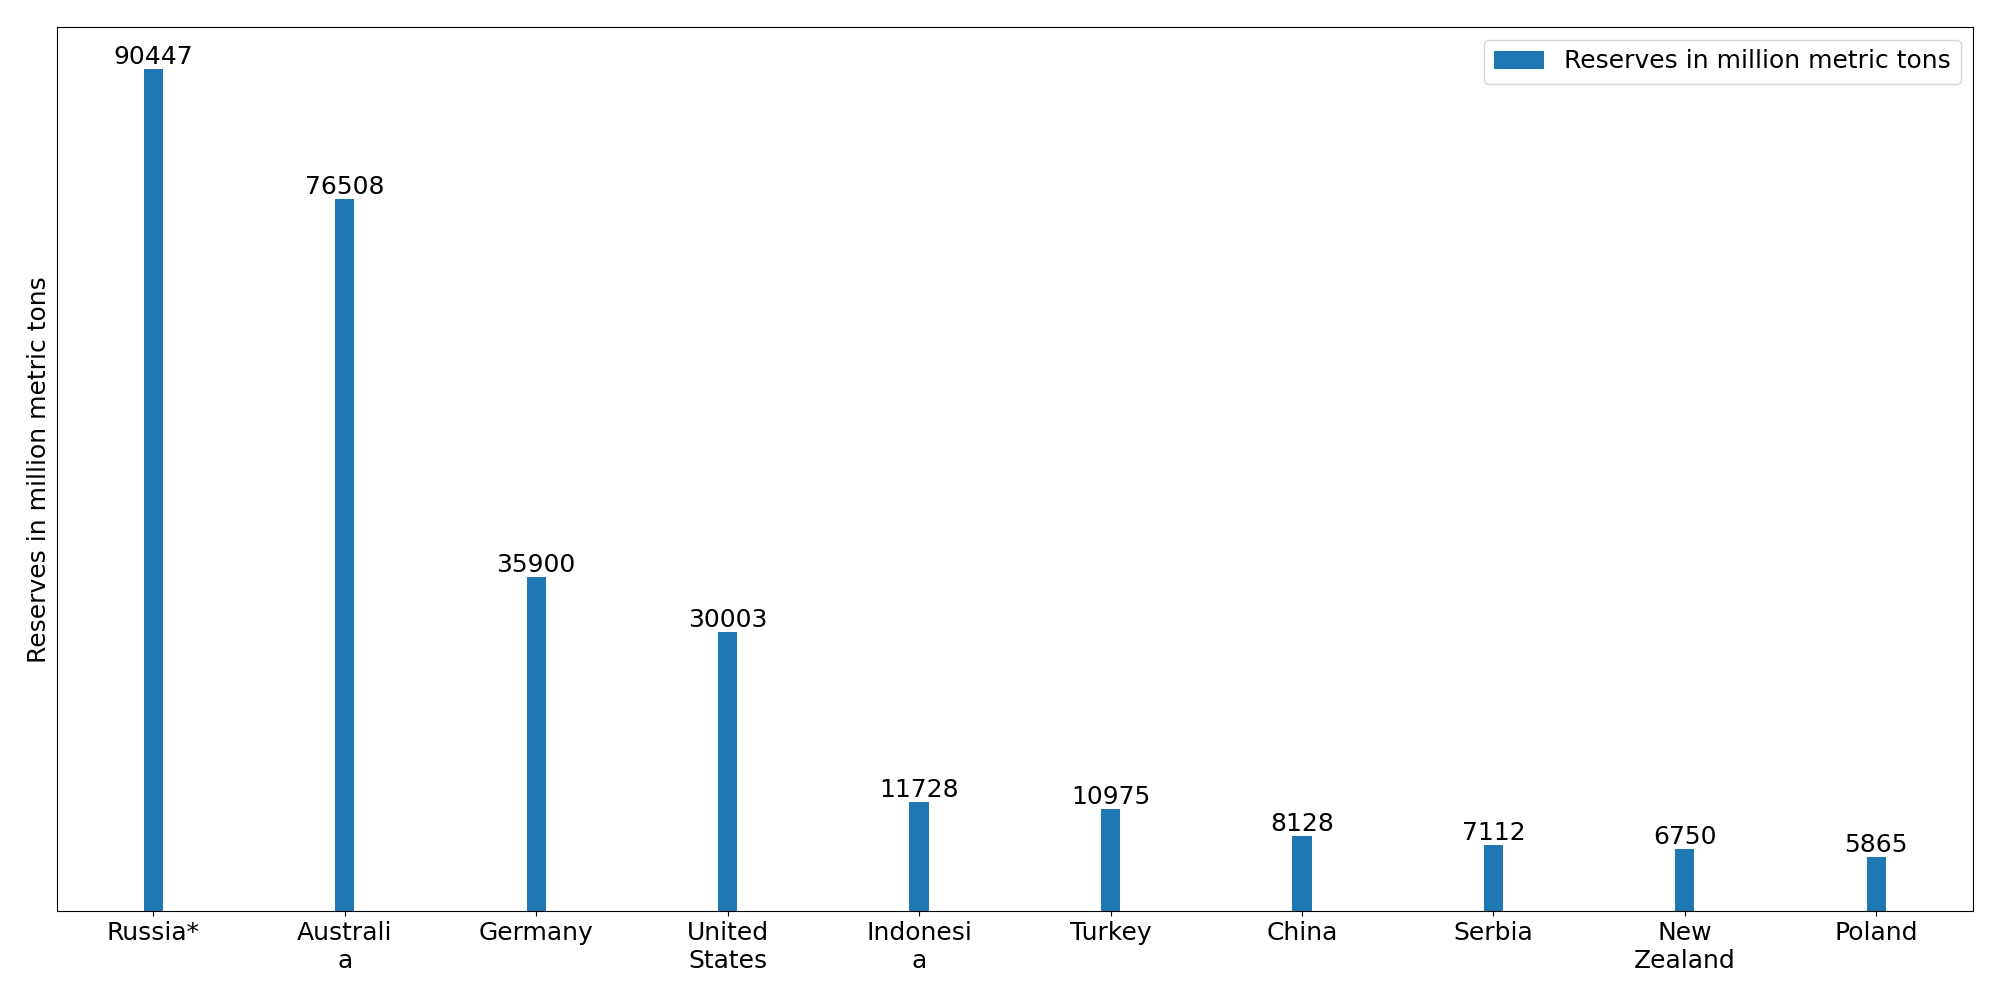 90447
Reserves in million metric tons
76508
35900
30003
11728
10975
8128
7112
6750
5865
Reserves in million metric tons
Russia*
Australi
a
Germany
United
States
Indonesi
a
Turkey
China
Serbia
New
Zealand
Poland